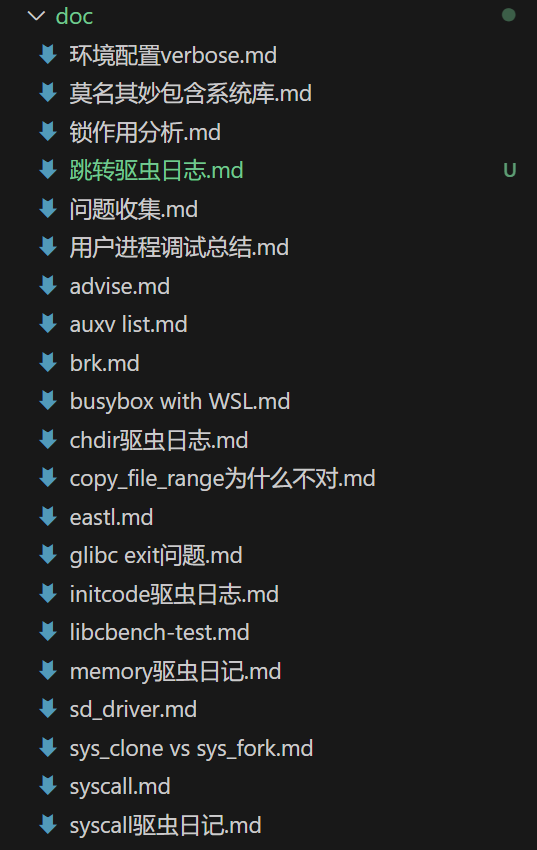 doc
环境配置verbose.md
莫名其妙包含系统库.md
锁作用分析.md
跳转驱虫日志.md U
问题收集.md
用户进程调试总结.md
advise.md
auxv list.md
brk.md
busybox with WSL.md
chdir驱虫日志.md
copy_file_range为什么不对.md
eastl.md
glibc exit问题.md
initcode驱虫日志.md
libcbench-test.md
memory驱虫日记.md
sd_driver.md
sys_clone vs sys_fork.md
syscall.md
syscall驱虫日记.md